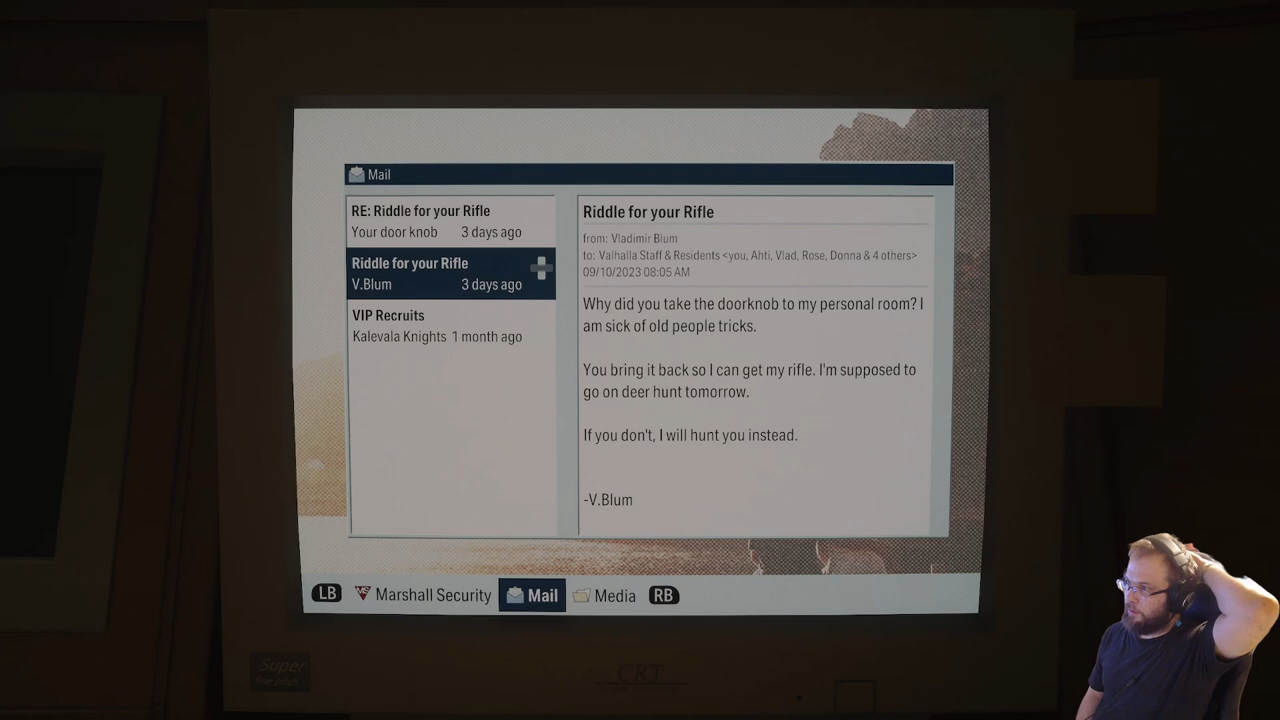 Mail
RE: Riddle for your Rifle
Your door knob 3 days ago
Riddle for your Rifle
V.Blum 3 days ago
VIP Recruits
Kalevala Knights 1 month ago
Riddle for your Rifle
from: Vladimir Blum
to: Valhalla Staff & Residents <you, Ahti, Vlad, Rose, Donna & 4 others>
09/10/2023 08:05 AM
Why did you take the doorknob to my personal room? I
am sick of old people tricks.
You bring it back so I can get my rifle. I'm supposed to
go on deer hunt tomorrow.
If you don't, I will hunt you instead.
-V.Blum
LB Marshall Security Mail Media RB
Super
fine pitch
CRT